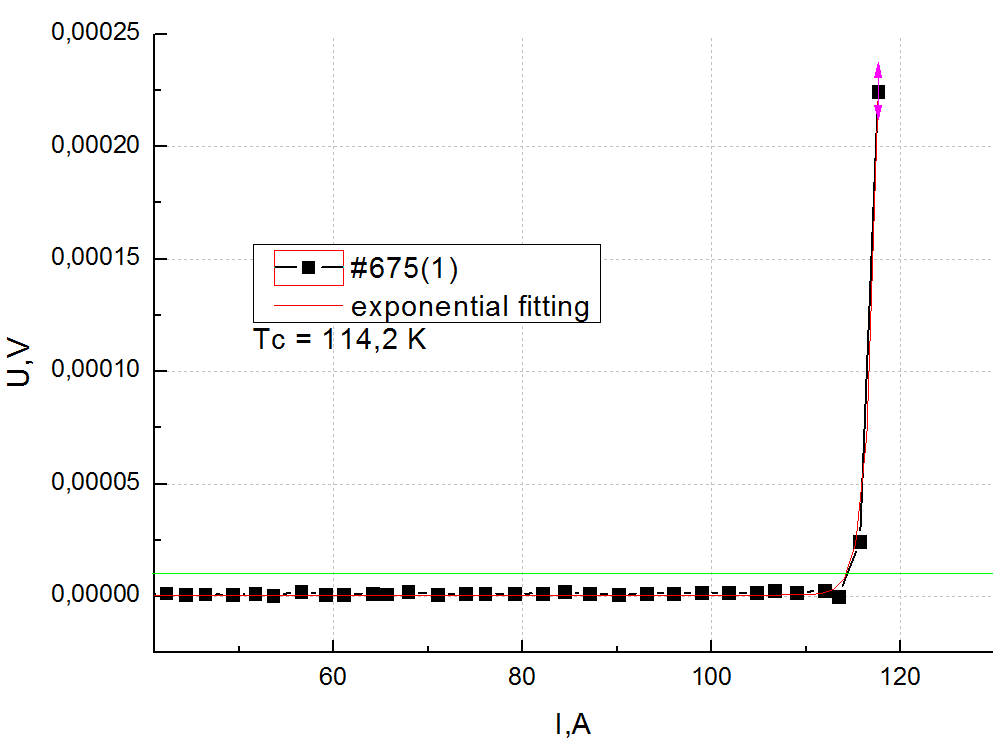 0,00025
0,00020
0,00015
0,00010
0,00005
0,00000
U,V
#675(1)
exponential fitting
Tc = 114,2 K
60 80 100 120
I,A